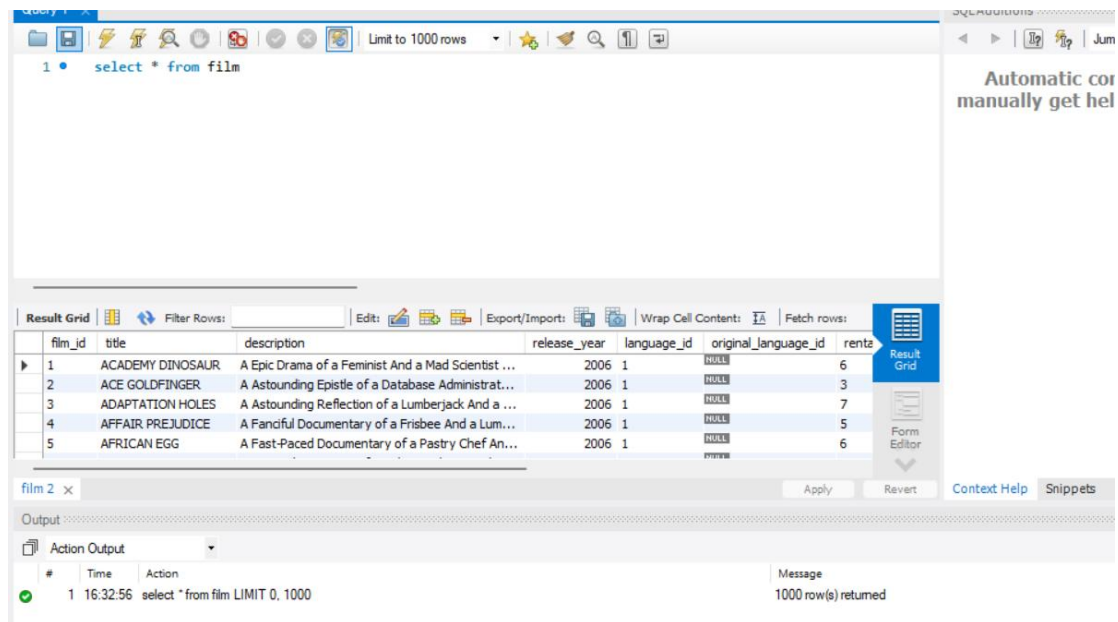 Query 1
SQLAdditions
Limit to 1000 rows
Jum
1 select * from film
Automatic cor
manually get hel
Result Grid Filter Rows: Edit: Export/Import: Wrap Cell Content: Fetch rows:
film_id title description release_year language_id original_language_id renta
1 ACADEMY DINOSAUR A Epic Drama of a Feminist And a Mad Scientist ... 2006 1 NULL 6
2 ACE GOLDFINGER A Astounding Epistle of a Database Administrat... 2006 1 NULL 3
3 ADAPTATION HOLES A Astounding Reflection of a Lumberjack And a ... 2006 1 NULL 7
4 AFFAIR PREJUDICE A Fanciful Documentary of a Frisbee And a Lum... 2006 1 NULL 5
5 AFRICAN EGG A Fast-Paced Documentary of a Pastry Chef An... 2006 1 NULL 6
Result
Grid
Form
Editor
film 2 Apply Revert Context Help Snippets
Output
Action Output
# Time Action Message
1 16:32:56 select * from film LIMIT 0, 1000 1000 row(s) returned